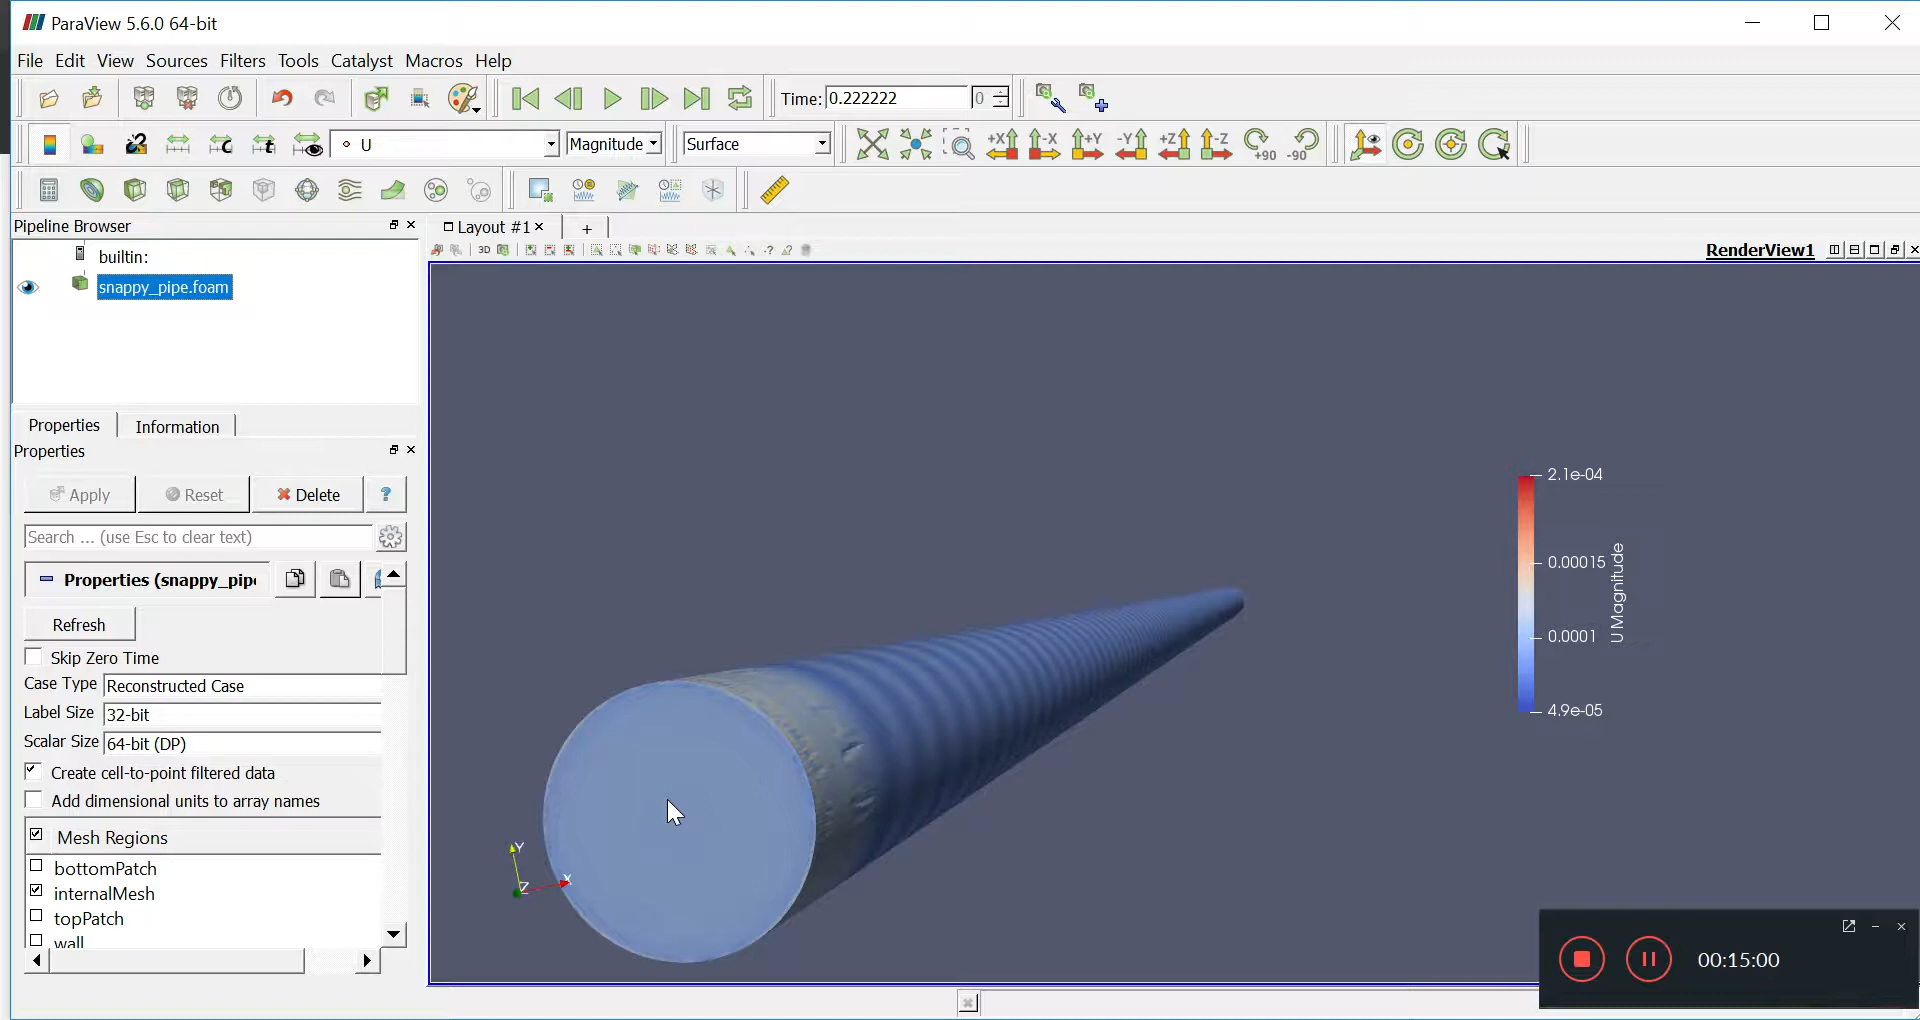 ParaView 5.6.0 64-bit
File Edit View Sources Filters Tools Catalyst Macros Help
Time: 0.222222 0
U Magnitude Surface +X -X +Y -Y +Z -Z +90 -90
Pipeline Browser
Layout #1
+
3D
RenderView1
builtin:
snappy_pipe.foam
Properties Information
Properties
Apply Reset Delete ?
Search ... (use Esc to clear text)
Properties (snappy_pip
Refresh
Skip Zero Time
Case Type Reconstructed Case
Label Size 32-bit
Scalar Size 64-bit (DP)
Create cell-to-point filtered data
Add dimensional units to array names
Mesh Regions
bottomPatch
internalMesh
topPatch
wall
2.1e-04
0.00015
0.0001
4.9e-05
U Magnitude
Y
X
Z
00:15:00